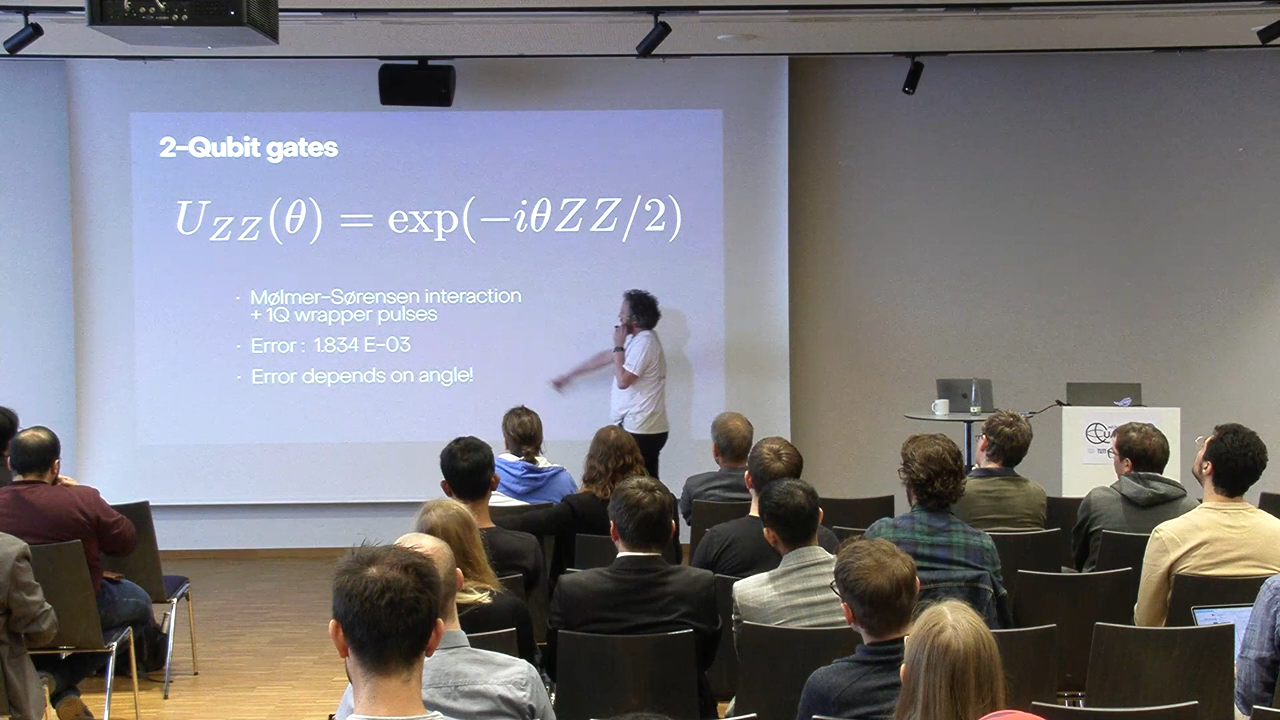 2-Qubit gates
U_{ZZ}(θ) = exp(−iθZZ/2)
· Mølmer-Sørensen interaction
+ 1Q wrapper pulses
· Error : 1.834 E-03
· Error depends on angle!